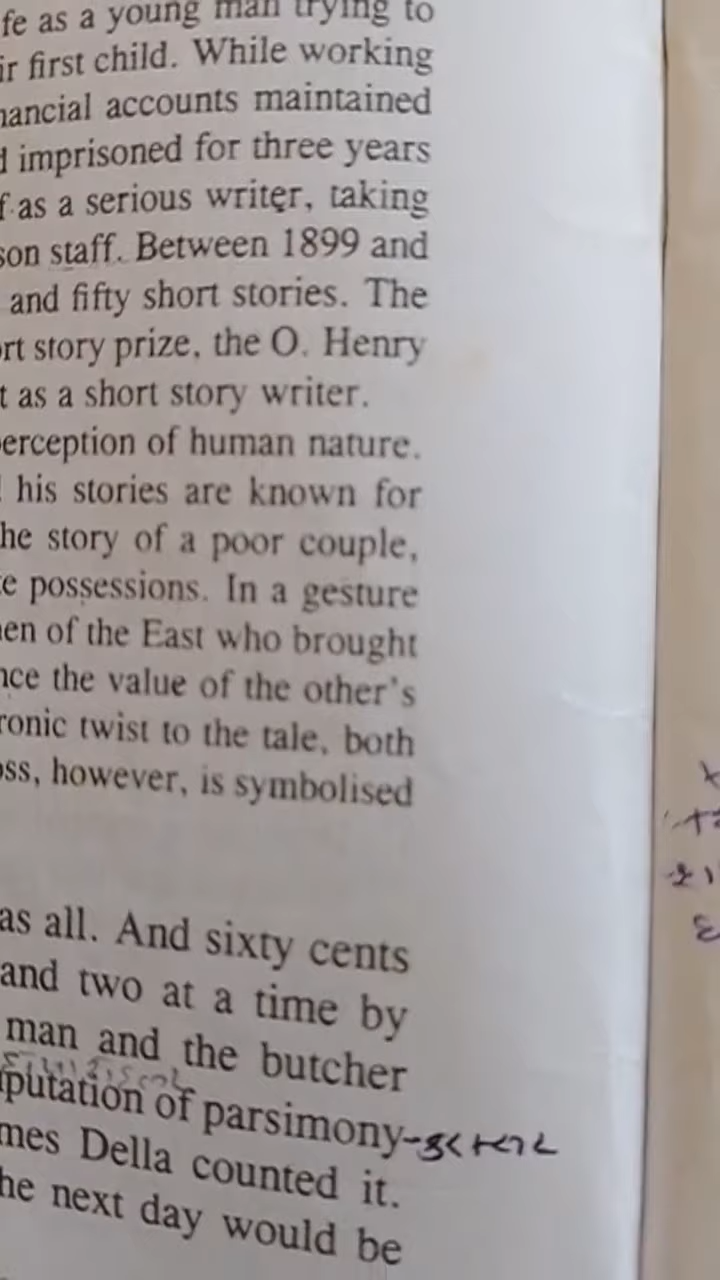 fe as a young man trying to
ir first child. While working
nancial accounts maintained
d imprisoned for three years
f as a serious writer, taking
son staff. Between 1899 and
and fifty short stories. The
ort story prize, the O. Henry
t as a short story writer.
erception of human nature.
his stories are known for
he story of a poor couple,
e possessions. In a gesture
en of the East who brought
nce the value of the other's
ronic twist to the tale, both
oss, however, is symbolised
as all. And sixty cents
and two at a time by
man and the butcher
putation of parsimony-
mes Della counted it.
he next day would be